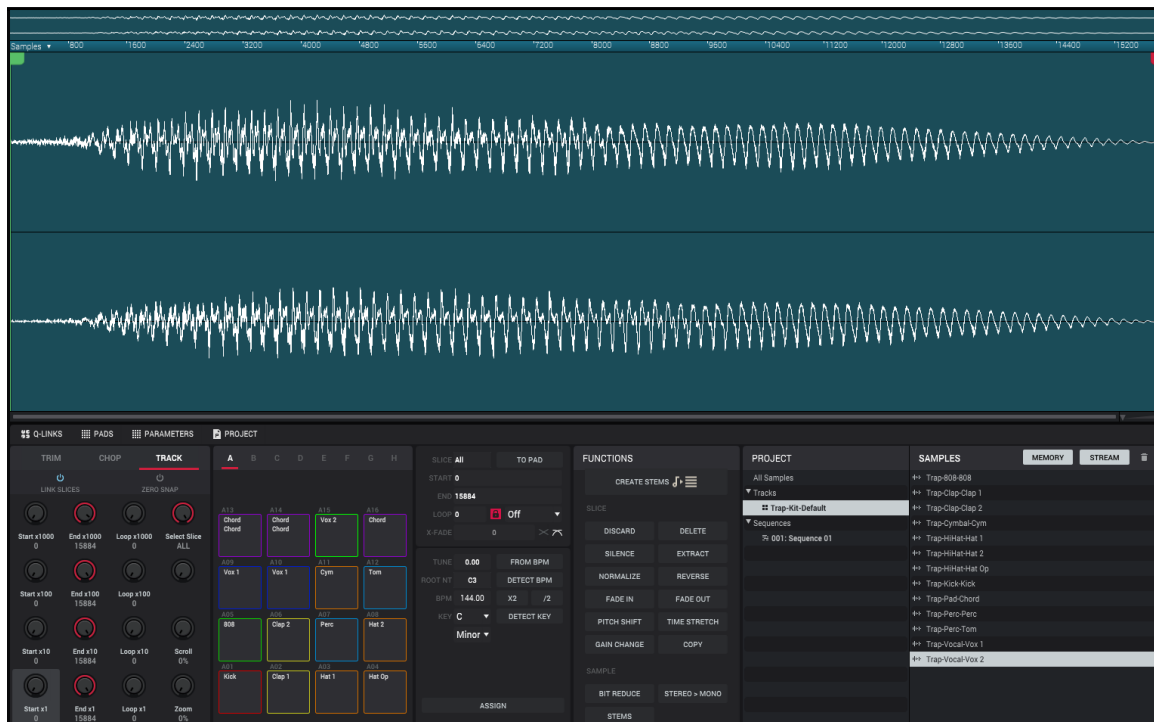 Samples ▾ '800 '1600 '2400 '3200 '4000 '4800 '5600 '6400 '7200 '8000 '8800 '9600 '10400 '11200 '12000 '12800 '13600 '14400 '15200
Q-LINKS PADS PARAMETERS PROJECT
TRIM CHOP TRACK
LINK SLICES ZERO SNAP
Start x1000 End x1000 Loop x1000 Select Slice
0 15884 0 ALL
Start x100 End x100 Loop x100
0 15884 0
Start x10 End x10 Loop x10 Scroll
0 15884 0 0%
Start x1 End x1 Loop x1 Zoom
0 15884 0 0%
A B C D E F G H
A13 A14 A15 A16
Chord Chord Vox 2 Chord
Chord Chord
A09 A10 A11 A12
Vox 1 Vox 1 Cym Tom
A05 A06 A07 A08
808 Clap 2 Perc Hat 2
A01 A02 A03 A04
Kick Clap 1 Hat 1 Hat Op
SLICE All TO PAD
START 0
END 15884
LOOP 0 Off
X-FADE 0
TUNE 0.00 FROM BPM
ROOT NT C3 DETECT BPM
BPM 144.00 X2 /2
KEY C DETECT KEY
Minor
ASSIGN
FUNCTIONS
CREATE STEMS
SLICE
DISCARD DELETE
SILENCE EXTRACT
NORMALIZE REVERSE
FADE IN FADE OUT
PITCH SHIFT TIME STRETCH
GAIN CHANGE COPY
SAMPLE
BIT REDUCE STEREO > MONO
STEMS
PROJECT
All Samples
Tracks
Trap-Kit-Default
Sequences
001: Sequence 01
SAMPLES MEMORY STREAM
Trap-808-808
Trap-Clap-Clap 1
Trap-Clap-Clap 2
Trap-Cymbal-Cym
Trap-HiHat-Hat 1
Trap-HiHat-Hat 2
Trap-HiHat-Hat Op
Trap-Kick-Kick
Trap-Pad-Chord
Trap-Perc-Perc
Trap-Perc-Tom
Trap-Vocal-Vox 1
Trap-Vocal-Vox 2